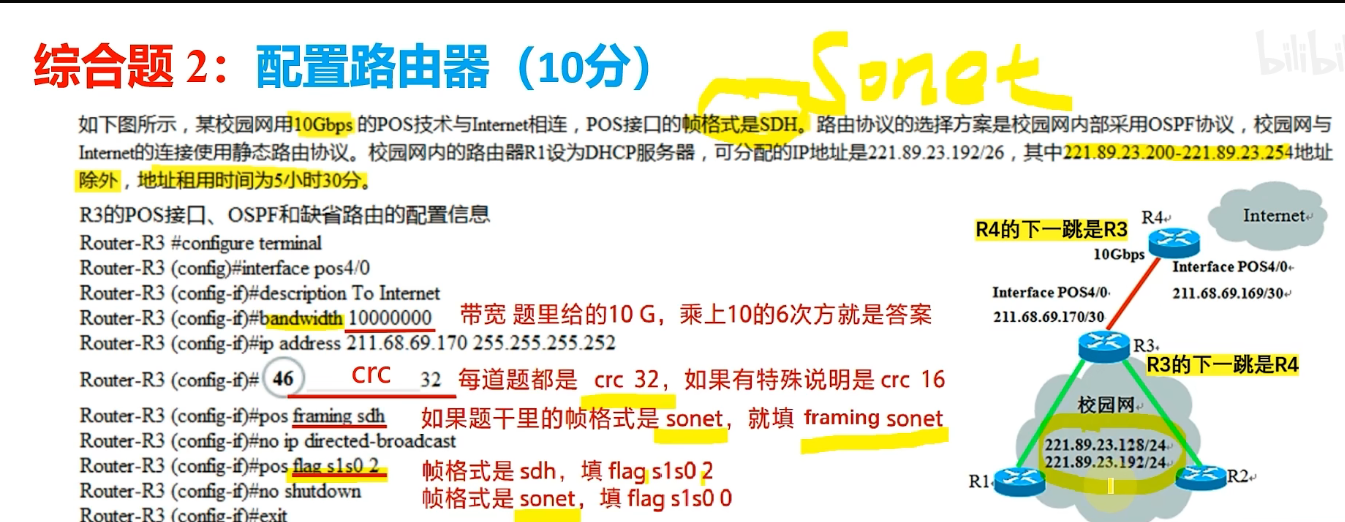 综合题 2：配置路由器（10分）
Sonet
bilibi
如下图所示，某校园网用10Gbps 的POS技术与Internet相连，POS接口的帧格式是SDH。路由协议的选择方案是校园网内部采用OSPF协议，校园网与
Internet的连接使用静态路由协议。校园网内的路由器R1设为DHCP服务器，可分配的IP地址是221.89.23.192/26，其中221.89.23.200-221.89.23.254地址
除外，地址租用时间为5小时30分。
R3的POS接口、OSPF和缺省路由的配置信息
Router-R3 #configure terminal
Router-R3 (config)#interface pos4/0
Router-R3 (config-if)#description To Internet
Router-R3 (config-if)#bandwidth 10000000 带宽 题里给的10 G，乘上10的6次方就是答案
Router-R3 (config-if)#ip address 211.68.69.170 255.255.255.252
Router-R3 (config-if)# 46 crc 32 每道题都是 crc 32，如果有特殊说明是 crc 16
Router-R3 (config-if)#pos framing sdh 如果题干里的帧格式是 sonet，就填 framing sonet
Router-R3 (config-if)#no ip directed-broadcast
Router-R3 (config-if)#pos flag s1s0 2 帧格式是 sdh，填 flag s1s0 2
Router-R3 (config-if)#no shutdown 帧格式是 sonet，填 flag s1s0 0
Router-R3 (config-if)#exit
R4
Internet
R4的下一跳是R3
10Gbps
Interface POS4/0
211.68.69.169/30
Interface POS4/0
211.68.69.170/30
R3
R3的下一跳是R4
校园网
221.89.23.128/24
221.89.23.192/24
R1
R2